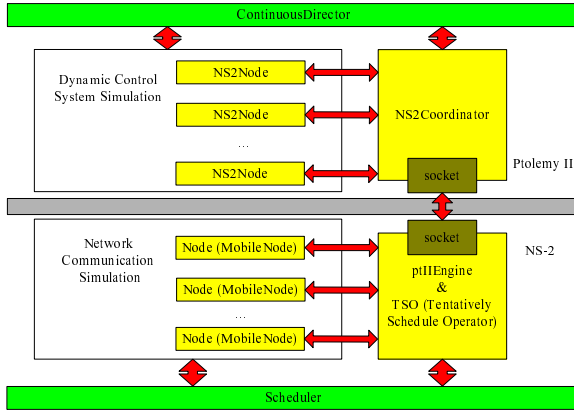 ContinuousDirector
Dynamic Control
System Simulation
NS2Node
NS2Node
...
NS2Node
NS2Coordinator
socket
Ptolemy II
Network
Communication
Simulation
Node (MobileNode)
Node (MobileNode)
...
Node (MobileNode)
socket
ptIIEngine
&
TSO (Tentatively
Schedule Operator)
NS-2
Scheduler